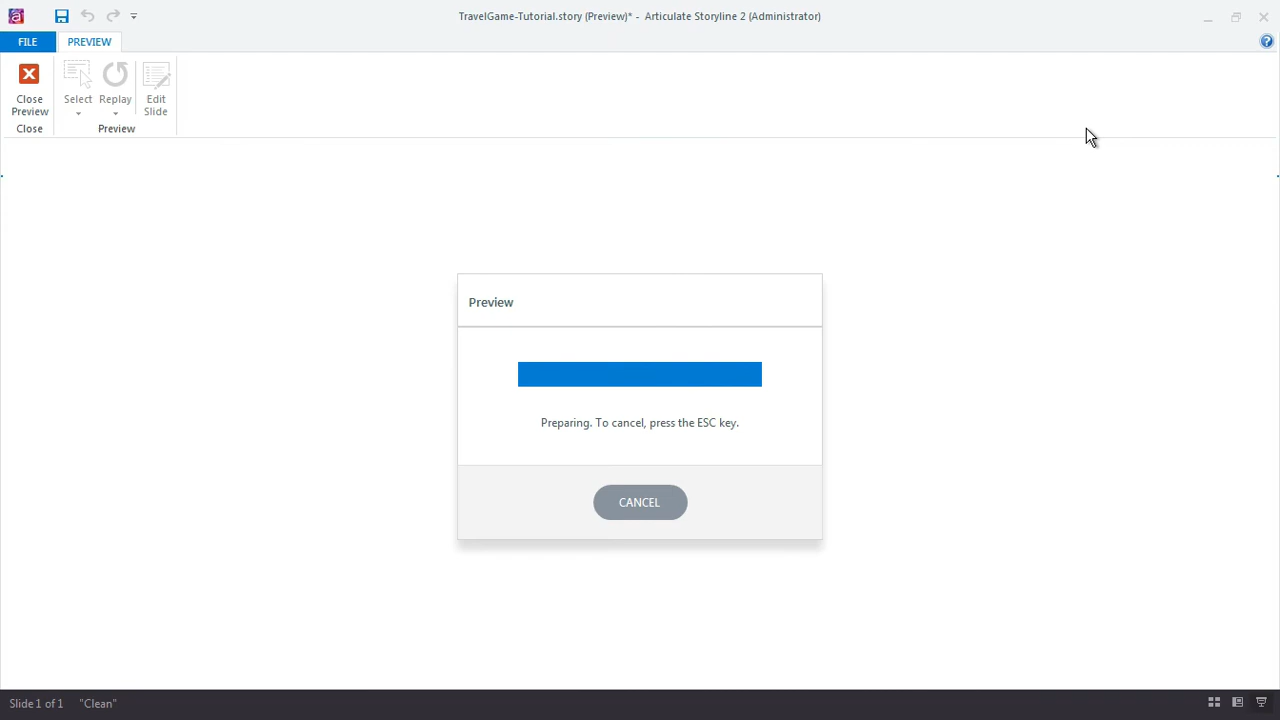 TravelGame-Tutorial.story (Preview)* - Articulate Storyline 2 (Administrator)
FILE PREVIEW
Close Preview
Select
Replay
Edit Slide
Close
Preview
Preview
Preparing. To cancel, press the ESC key.
CANCEL
Slide 1 of 1 "Clean"